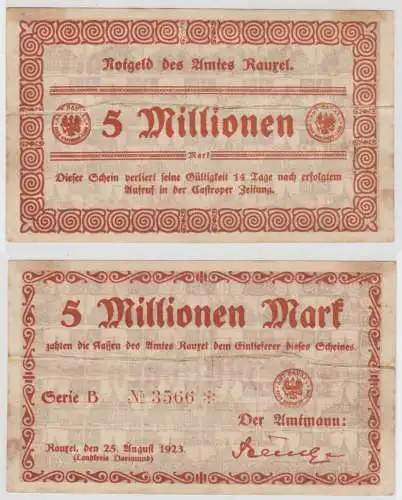 Notgeld des Amtes Rauxel.
5 Millionen
Mark
Dieser Schein verliert seine Gültigkeit 14 Tage nach erfolgtem
Aufruf in der Castroper Zeitung.
5 Millionen Mark
zahlen die Kassen des Amtes Rauxel dem Einlieferer dieses Scheines.
Serie B № 3566 *
Der Amtmann:
Rauxel, den 25. August 1923
(Landkreis Dortmund)